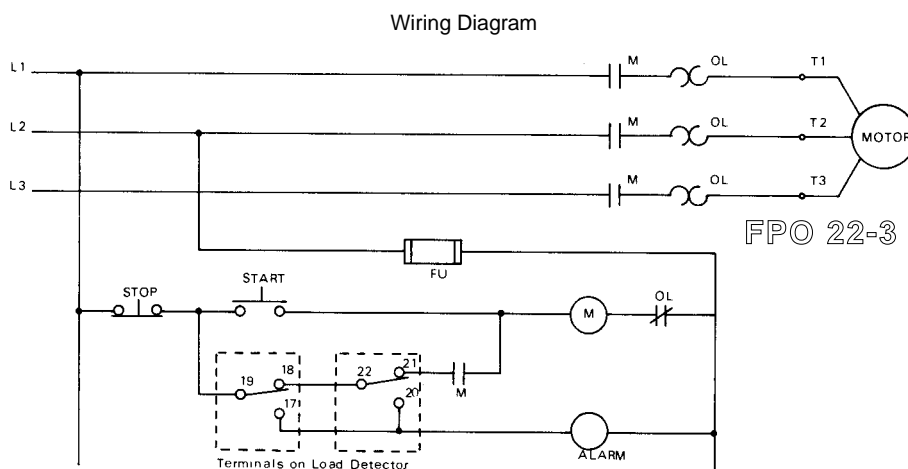 Wiring Diagram
L1
M
OL
T1
L2
M
OL
T2
MOTOR
L3
M
OL
T3
FPO 22-3
FU
STOP
START
M
OL
19
18
17
22
21
20
M
ALARM
Terminals on Load Detector